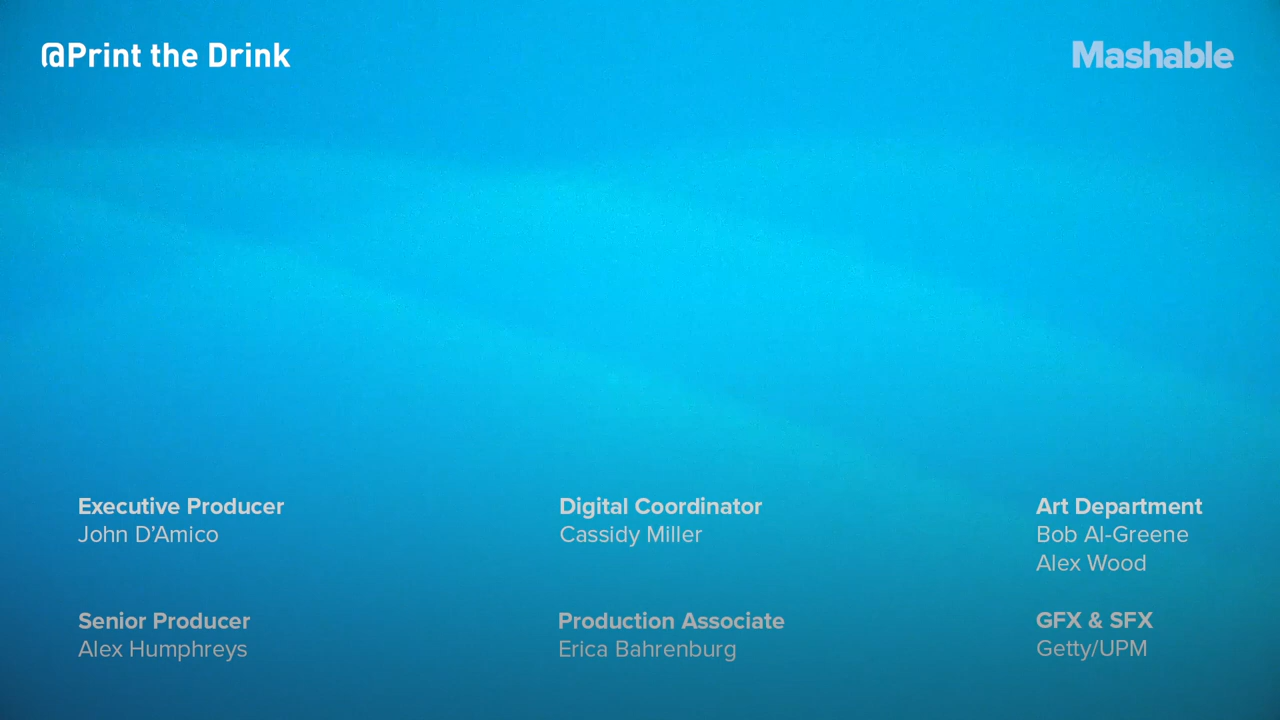 @Print the Drink
Mashable
Executive Producer
John D’Amico
Digital Coordinator
Cassidy Miller
Art Department
Bob Al-Greene
Alex Wood
Senior Producer
Alex Humphreys
Production Associate
Erica Bahrenburg
GFX & SFX
Getty/UPM